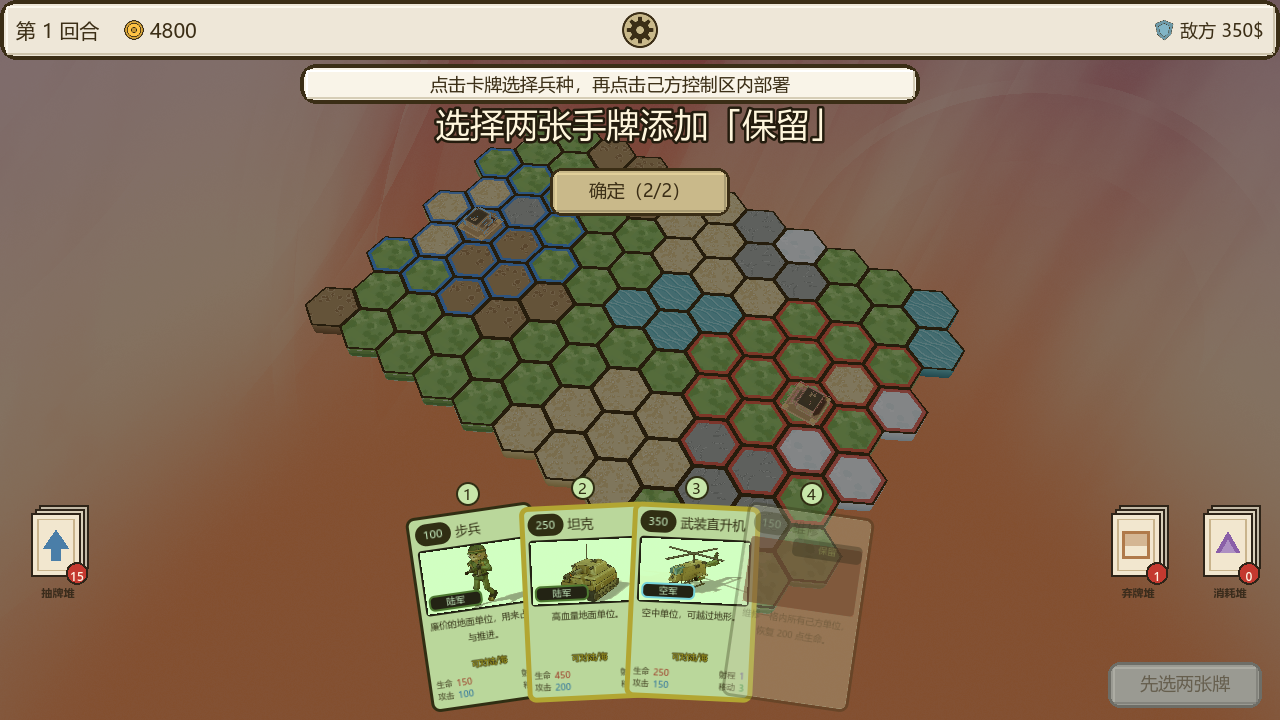 第 1 回合
4800
敌方 350$
点击卡牌选择兵种，再点击己方控制区内部署
选择两张手牌添加「保留」
确定（2/2）
1
2
3
4
100 步兵
陆军
廉价的地面单位，用来占
与推进。
生命 150
攻击 100
250 坦克
陆军
高血量地面单位。
生命 450
攻击 200
350 武装直升机
空军
空中单位，可越过地形。
生命 250
攻击 150
射程 1
移动 3
150
保留
15
抽牌堆
1
弃牌堆
0
消耗堆
先选两张牌